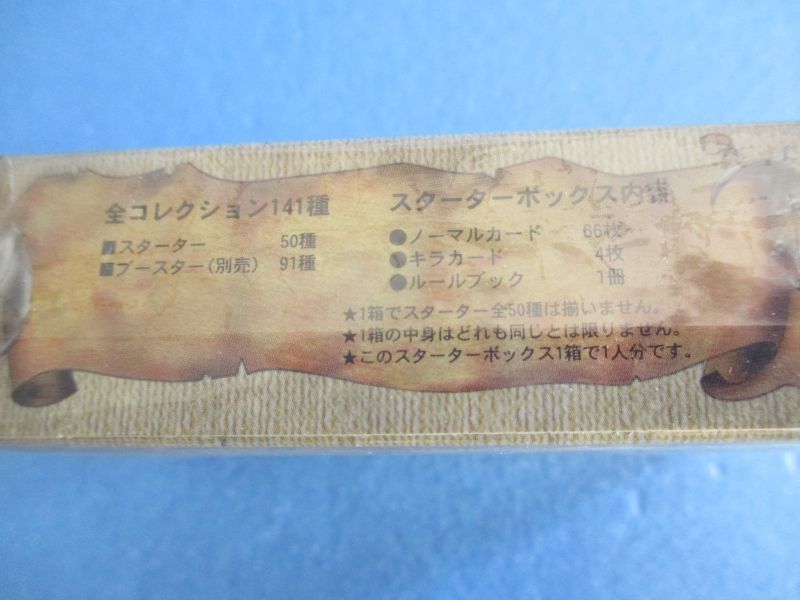 全コレクション141種
■スターター 50種
■ブースター(別売) 91種
スターターボックス内容
●ノーマルカード 66枚
●キラカード 4枚
●ルールブック 1冊
★1箱でスターター全50種は揃いません。
★1箱の中身はどれも同じとは限りません。
★このスターターボックス1箱で1人分です。